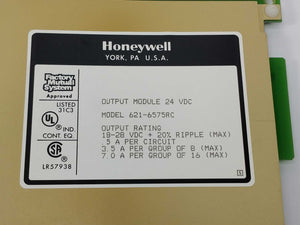 Honeywell
YORK, PA U.S.A.
Factory Mutual
System
Approved
LISTED
31C3
UL
IND
CONT. EQ.
SA
LR57938
OUTPUT MODULE 24 VDC
MODEL 621-6575RC
OUTPUT RATING
18-28 VDC + 20% RIPPLE (MAX)
5 A PER CIRCUIT
3.5 A PER GROUP OF 8 (MAX)
7.0 A PER GROUP OF 16 (MAX)